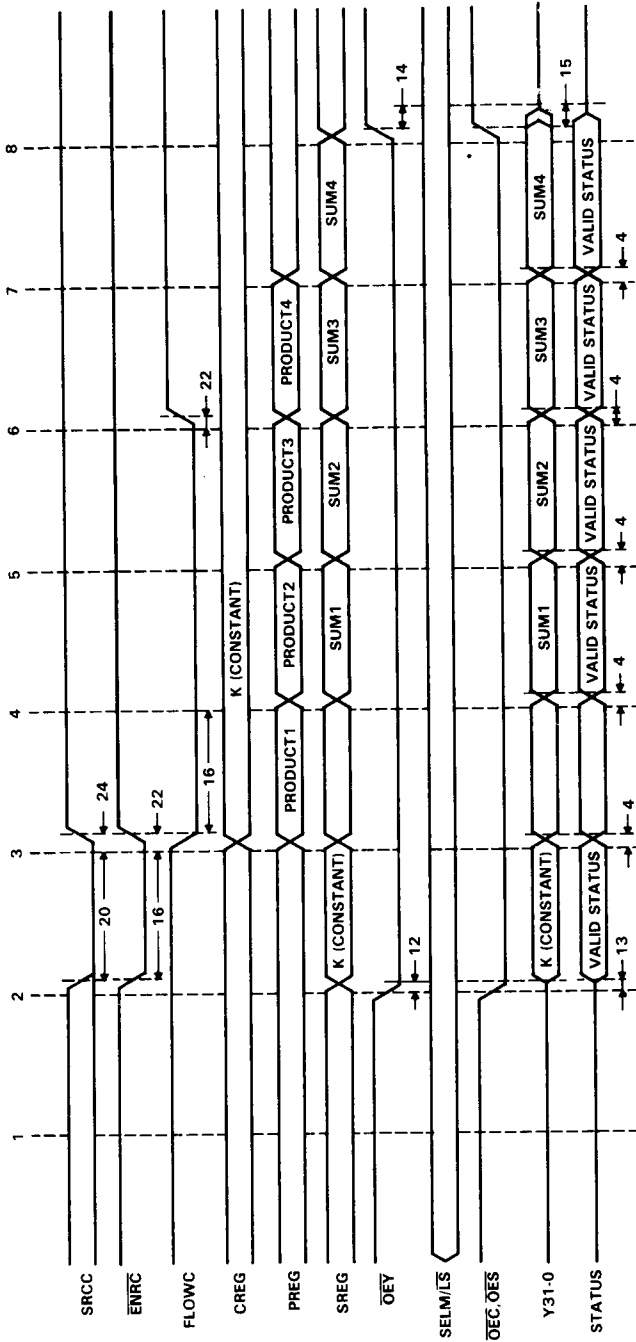 1 2 3 4 5 6 7 8
SRCC
20 24
ENRC
16 22
FLOWC
16 22
CREG
K (CONSTANT)
PREG
PRODUCT1 PRODUCT2 PRODUCT3 PRODUCT4
SREG
K (CONSTANT) SUM1 SUM2 SUM3 SUM4
OEY
12 14
SELM/LS
OEC, OES
Y31-0
K (CONSTANT) SUM1 SUM2 SUM3 SUM4
15
STATUS
VALID STATUS VALID STATUS VALID STATUS VALID STATUS VALID STATUS
13 4 4 4 4 4